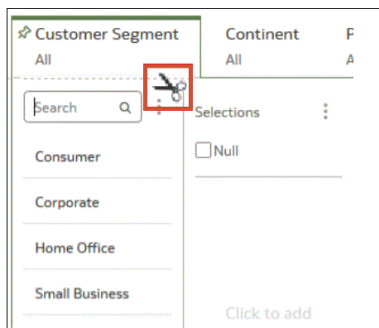 Customer Segment
Continent
P
All
All
A
Search
Selections
Null
Consumer
Corporate
Home Office
Small Business
Click to add